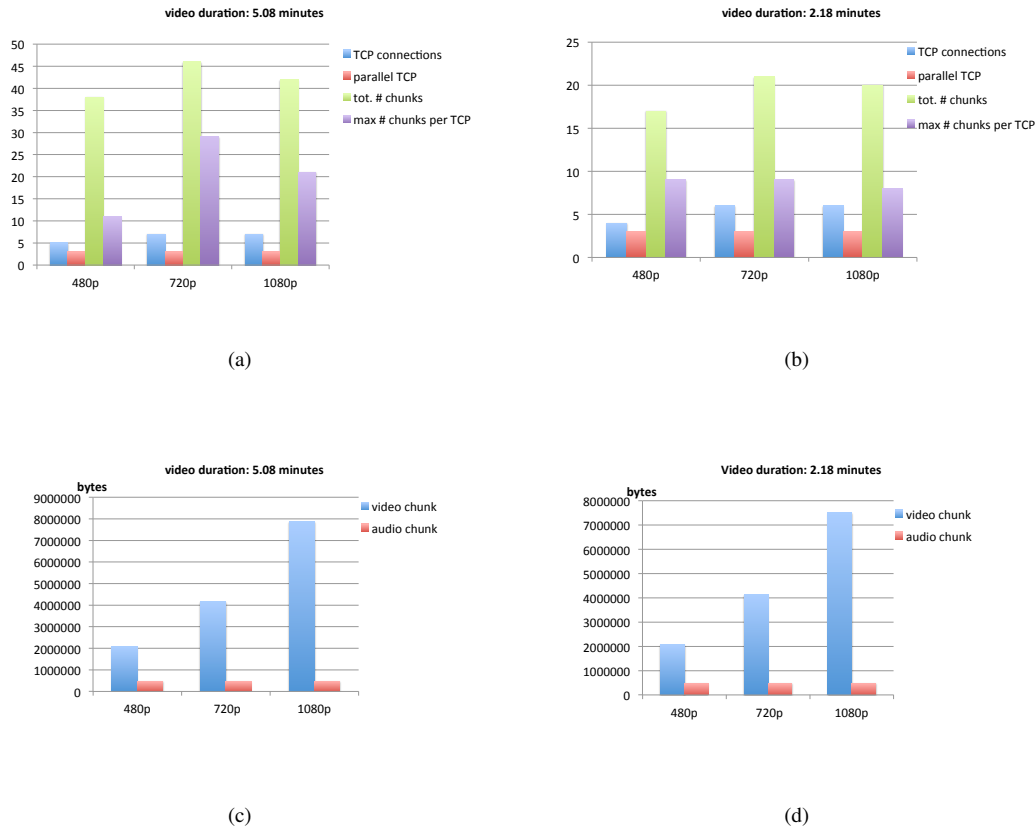 video duration: 5.08 minutes
50
45
40
35
30
25
20
15
10
5
0
480p
720p
1080p
TCP connections
parallel TCP
tot. # chunks
max # chunks per TCP
(a)
video duration: 2.18 minutes
25
20
15
10
5
0
480p
720p
1080p
TCP connections
parallel TCP
tot. # chunks
max # chunks per TCP
(b)
video duration: 5.08 minutes
bytes
9000000
8000000
7000000
6000000
5000000
4000000
3000000
2000000
1000000
0
480p
720p
1080p
video chunk
audio chunk
(c)
Video duration: 2.18 minutes
bytes
8000000
7000000
6000000
5000000
4000000
3000000
2000000
1000000
0
480p
720p
1080p
video chunk
audio chunk
(d)